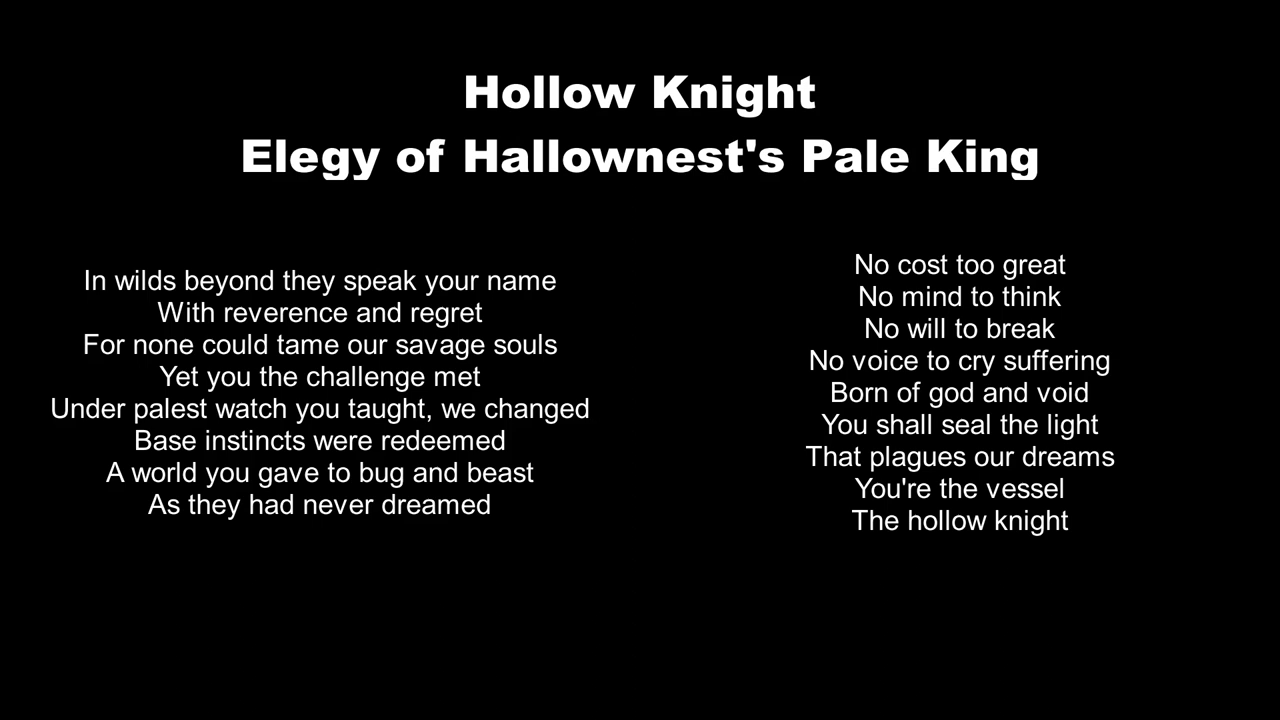 Hollow Knight
Elegy of Hallownest's Pale King
In wilds beyond they speak your name
With reverence and regret
For none could tame our savage souls
Yet you the challenge met
Under palest watch you taught, we changed
Base instincts were redeemed
A world you gave to bug and beast
As they had never dreamed
No cost too great
No mind to think
No will to break
No voice to cry suffering
Born of god and void
You shall seal the light
That plagues our dreams
You're the vessel
The hollow knight